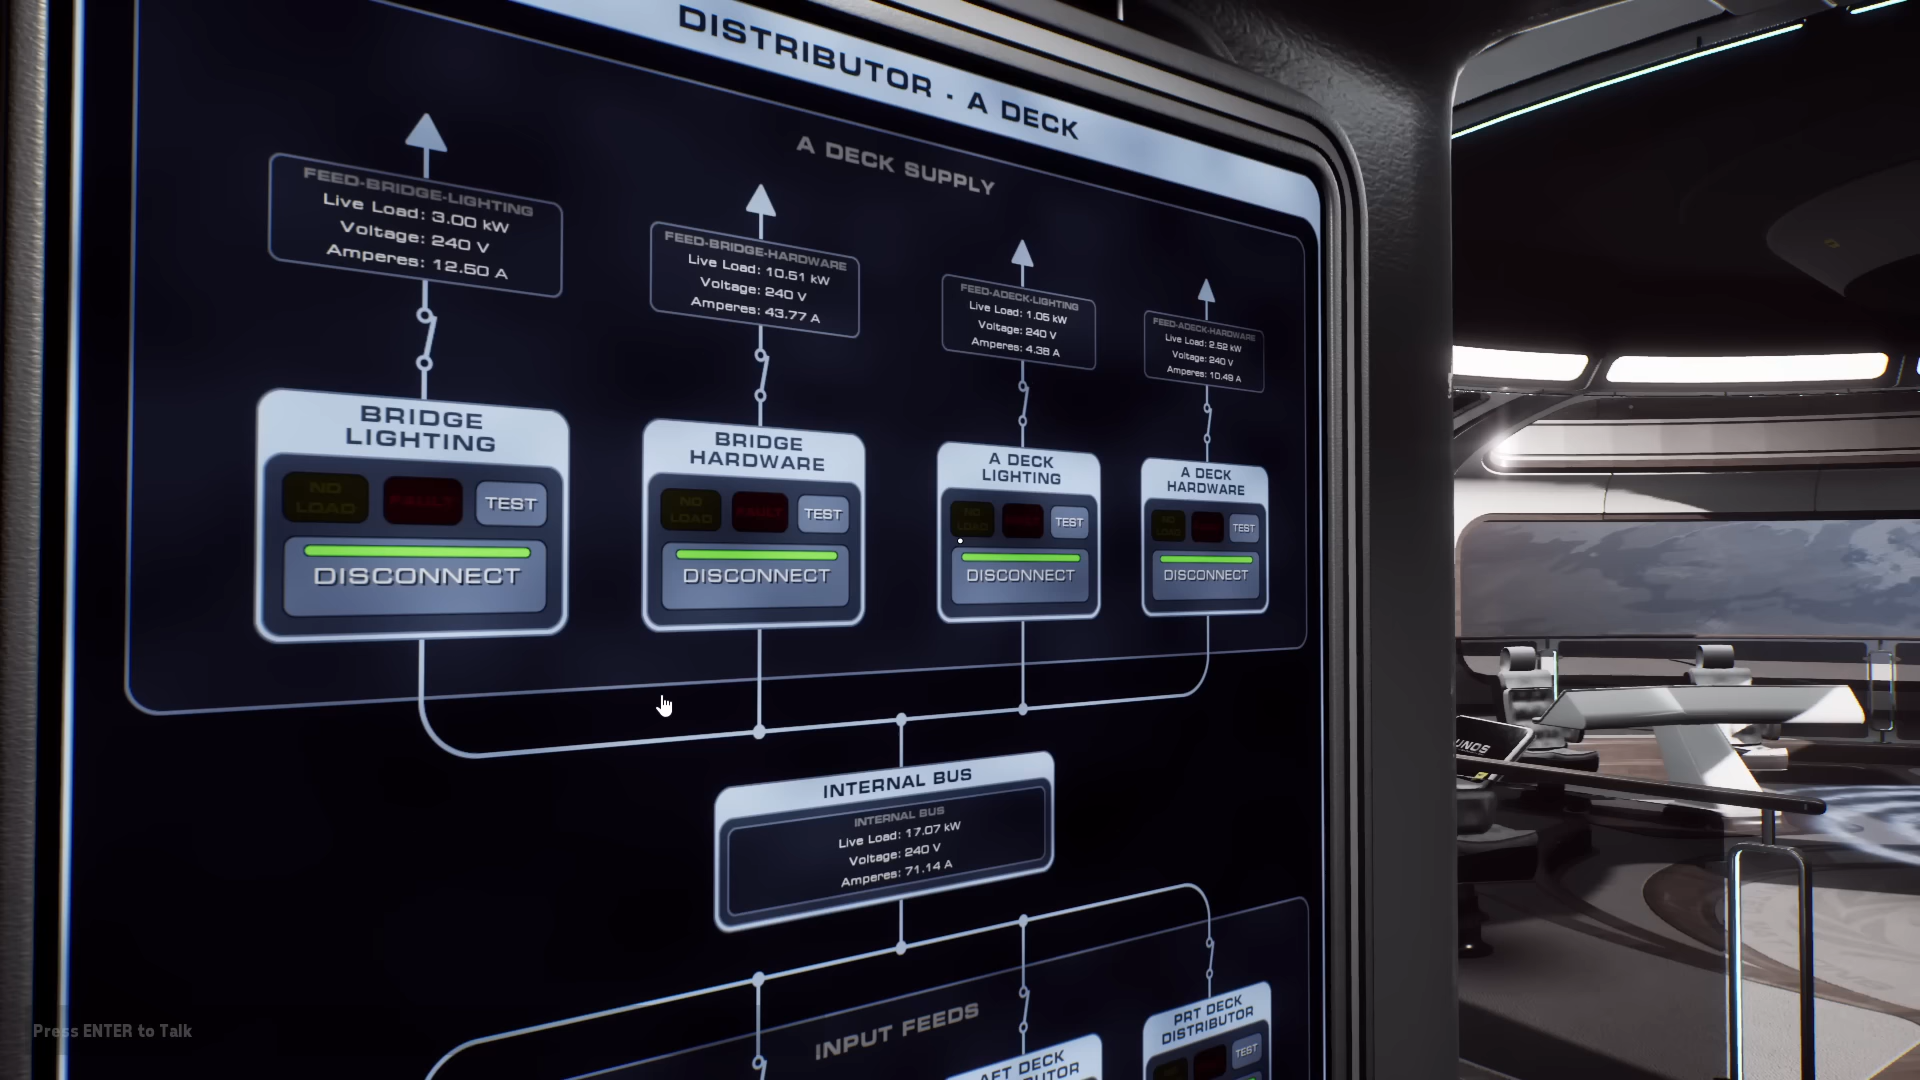 DISTRIBUTOR - A DECK
A DECK SUPPLY
FEED-BRIDGE-LIGHTING
Live Load: 3.00 kW
Voltage: 240 V
Amperes: 12.50 A
FEED-BRIDGE-HARDWARE
Live Load: 10.51 kW
Voltage: 240 V
Amperes: 43.77 A
FEED-ADECK-LIGHTING
Live Load: 1.05 kW
Voltage: 240 V
Amperes: 4.38 A
FEED-ADECK-HARDWARE
Live Load: 2.52 kW
Voltage: 240 V
Amperes: 10.49 A
BRIDGE
LIGHTING
NO
LOAD
FAULT
TEST
DISCONNECT
BRIDGE
HARDWARE
NO
LOAD
FAULT
TEST
DISCONNECT
A DECK
LIGHTING
NO
LOAD
TEST
DISCONNECT
A DECK
HARDWARE
NO
LOAD
TEST
DISCONNECT
INTERNAL BUS
INTERNAL BUS
Live Load: 17.07 kW
Voltage: 240 V
Amperes: 71.14 A
INPUT FEEDS
AFT DECK
PRT DECK
DISTRIBUTOR
TEST
Press ENTER to Talk